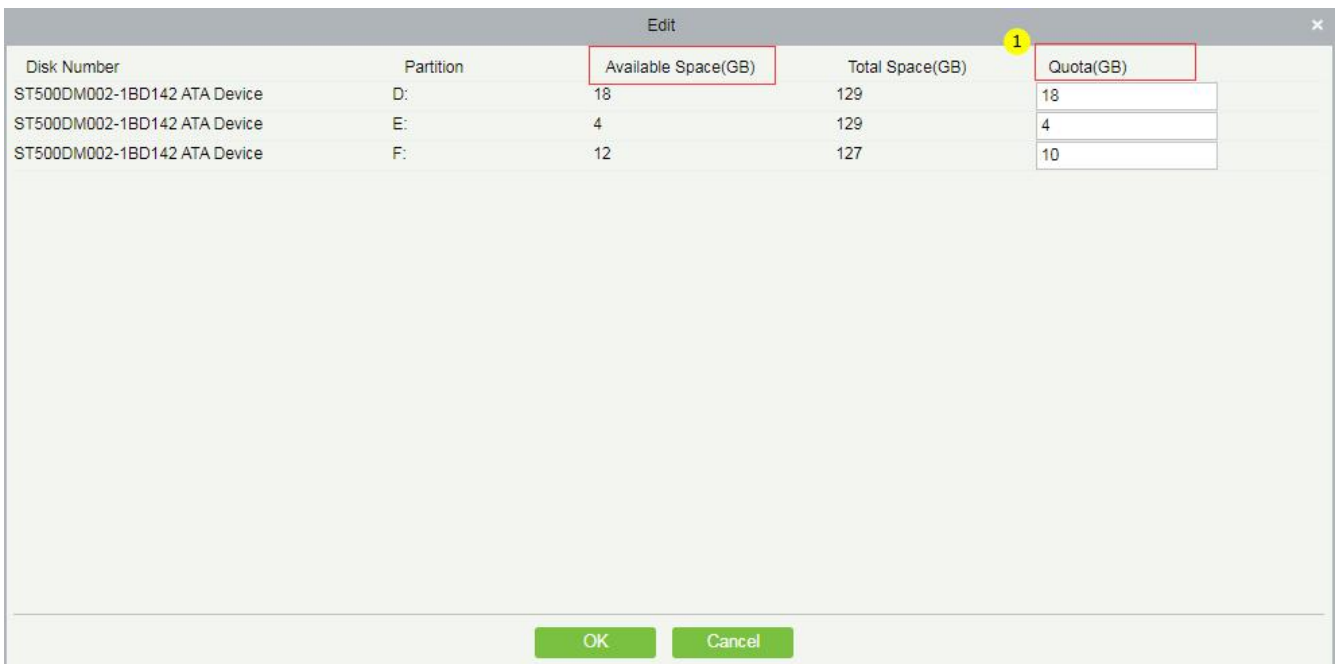 Edit ×
1
Disk Number Partition Available Space(GB) Total Space(GB) Quota(GB)
ST500DM002-1BD142 ATA Device D: 18 129 18
ST500DM002-1BD142 ATA Device E: 4 129 4
ST500DM002-1BD142 ATA Device F: 12 127 10
OK Cancel